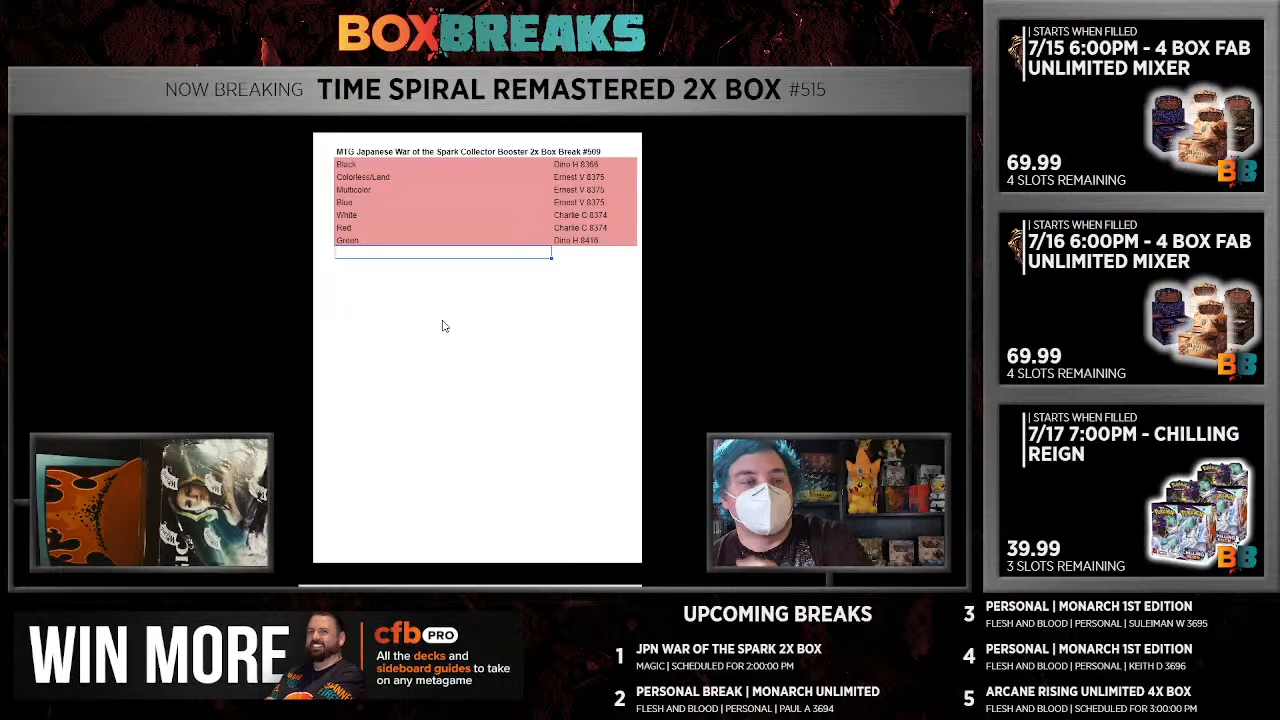 BOXBREAKS
NOW BREAKING TIME SPIRAL REMASTERED 2X BOX #515
MTG Japanese War of the Spark Collector Booster 2x Box Break #509
Black Dino H 8366
Colorless/Land Ernest V 8375
Multicolor Ernest V 8375
Blue Ernest V 8375
White Charlie C 8374
Red Charlie C 8374
Green Dino H 8416
| STARTS WHEN FILLED
7/15 6:00PM - 4 BOX FAB
UNLIMITED MIXER
69.99
4 SLOTS REMAINING
BB
| STARTS WHEN FILLED
7/16 6:00PM - 4 BOX FAB
UNLIMITED MIXER
69.99
4 SLOTS REMAINING
BB
| STARTS WHEN FILLED
7/17 7:00PM - CHILLING
REIGN
39.99
3 SLOTS REMAINING
BB
WIN MORE
cfb PRO
All the decks and
sideboard guides to take
on any metagame
UPCOMING BREAKS
1 JPN WAR OF THE SPARK 2X BOX
MAGIC | SCHEDULED FOR 2:00:00 PM
2 PERSONAL BREAK | MONARCH UNLIMITED
FLESH AND BLOOD | PERSONAL | PAUL A 3694
3 PERSONAL | MONARCH 1ST EDITION
FLESH AND BLOOD | PERSONAL | SULEIMAN W 3695
4 PERSONAL | MONARCH 1ST EDITION
FLESH AND BLOOD | PERSONAL | KEITH D 3696
5 ARCANE RISING UNLIMITED 4X BOX
FLESH AND BLOOD | SCHEDULED FOR 3:00:00 PM